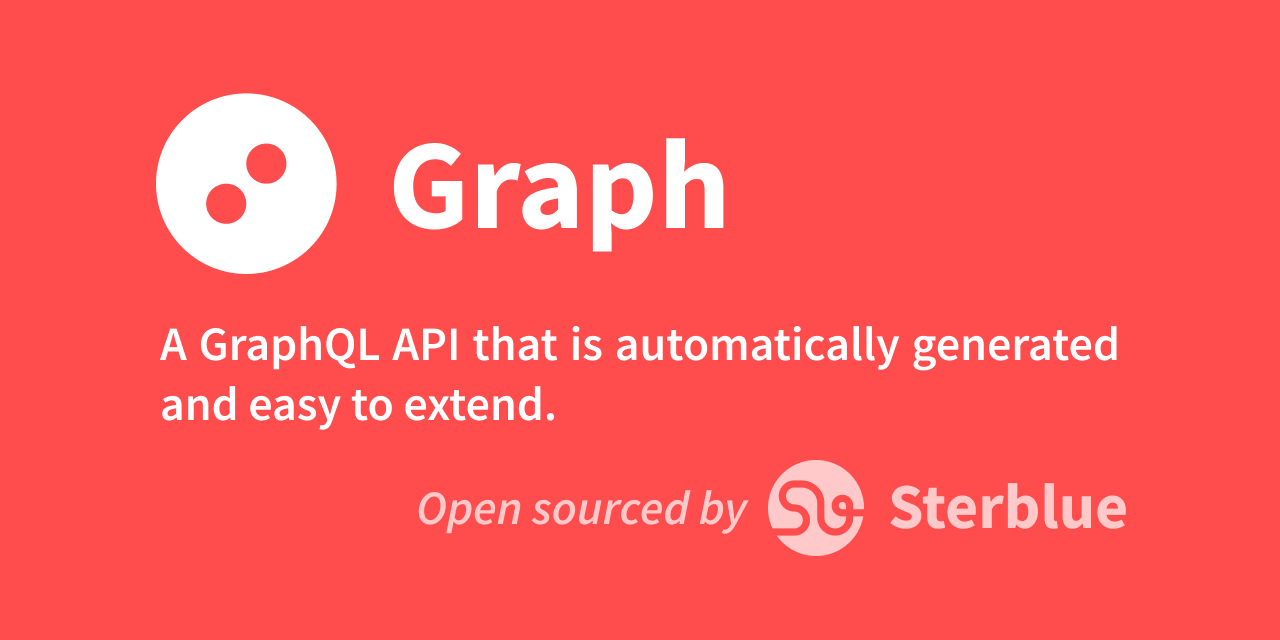 Graph
A GraphQL API that is automatically generated
and easy to extend.
Open sourced by Sterblue